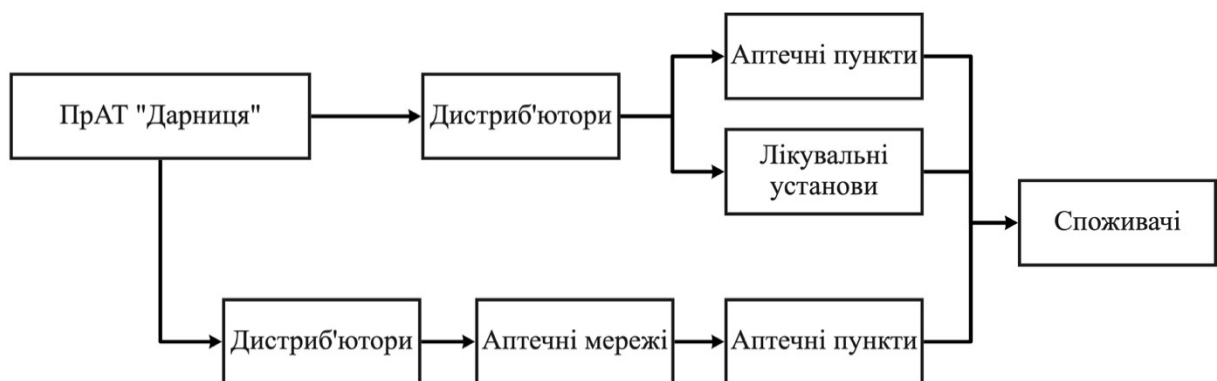 Аптечні пункти
ПрАТ "Дарниця"
Дистриб'ютори
Лікувальні
установи
Споживачі
Дистриб'ютори
Аптечні мережі
Аптечні пункти